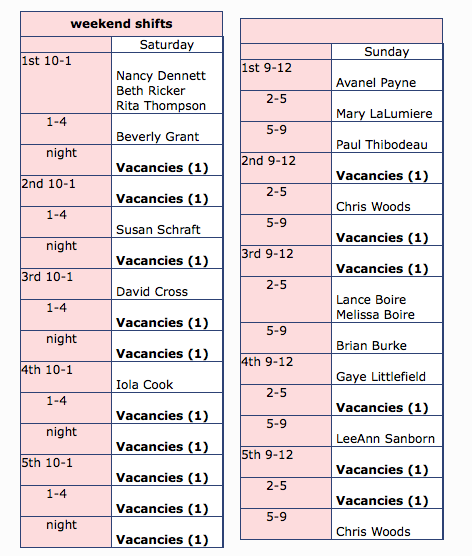 weekend shifts
Saturday
1st 10-1
Nancy Dennett
Beth Ricker
Rita Thompson
1-4
Beverly Grant
night
Vacancies (1)
2nd 10-1
Vacancies (1)
1-4
Susan Schraft
night
Vacancies (1)
3rd 10-1
David Cross
1-4
Vacancies (1)
night
Vacancies (1)
4th 10-1
Iola Cook
1-4
Vacancies (1)
night
Vacancies (1)
5th 10-1
Vacancies (1)
1-4
Vacancies (1)
night
Vacancies (1)
Sunday
1st 9-12
Avanel Payne
2-5
Mary LaLumiere
5-9
Paul Thibodeau
2nd 9-12
Vacancies (1)
2-5
Chris Woods
5-9
Vacancies (1)
3rd 9-12
Vacancies (1)
2-5
Lance Boire
Melissa Boire
5-9
Brian Burke
4th 9-12
Gaye Littlefield
2-5
Vacancies (1)
5-9
LeeAnn Sanborn
5th 9-12
Vacancies (1)
2-5
Vacancies (1)
5-9
Chris Woods